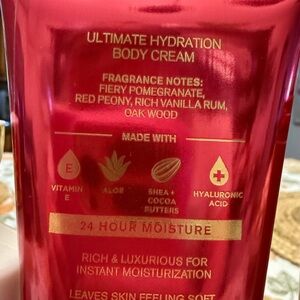 ULTIMATE HYDRATION
BODY CREAM
FRAGRANCE NOTES:
FIERY POMEGRANATE,
RED PEONY, RICH VANILLA RUM,
OAK WOOD
MADE WITH
E
VITAMIN
E
ALOE
SHEA +
COCOA
BUTTERS
HYALURONIC
ACID
24 HOUR MOISTURE
RICH & LUXURIOUS FOR
INSTANT MOISTURIZATION
LEAVES SKIN FEELING SOFT